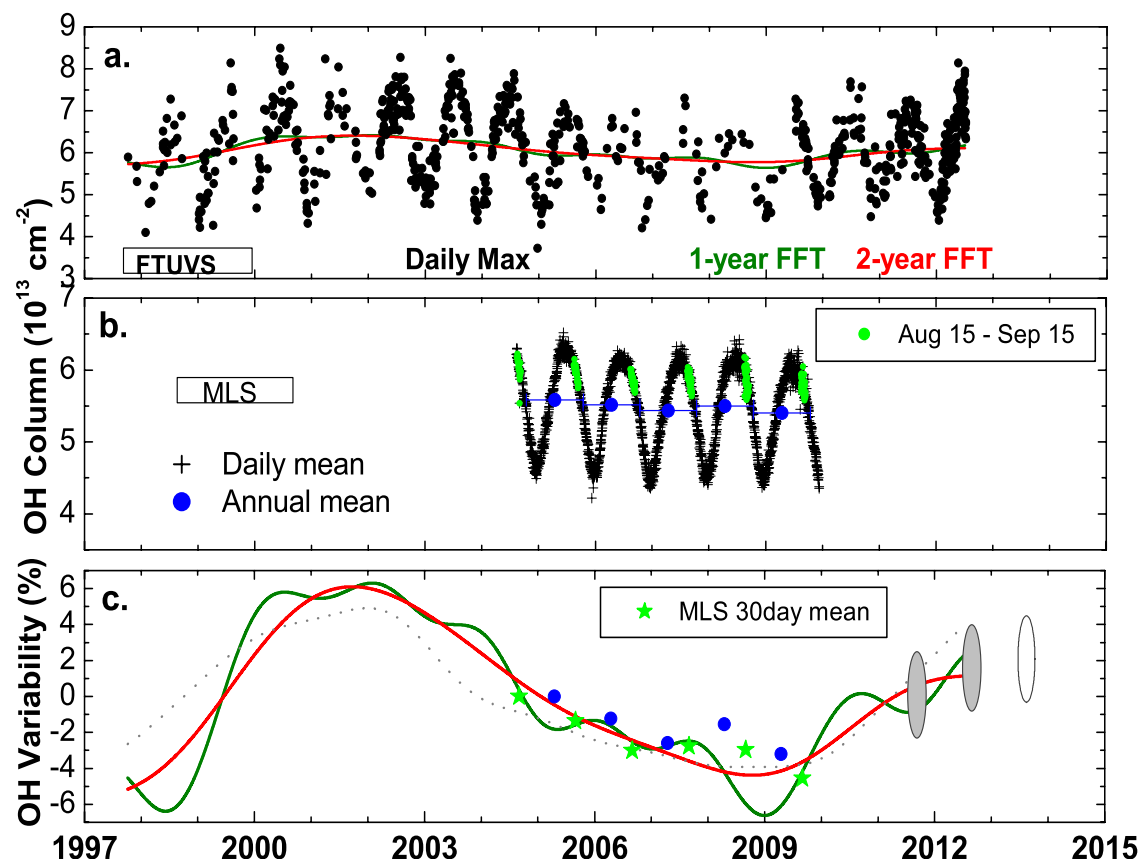 9
a.
8
7
6
5
4
3
FTUVS
Daily Max
1-year FFT
2-year FFT
OH Column (10¹³ cm⁻²)
7
b.
6
5
4
Aug 15 - Sep 15
MLS
Daily mean
Annual mean
OH Variability (%)
6
c.
4
2
0
-2
-4
-6
MLS 30day mean
1997 2000 2003 2006 2009 2012 2015